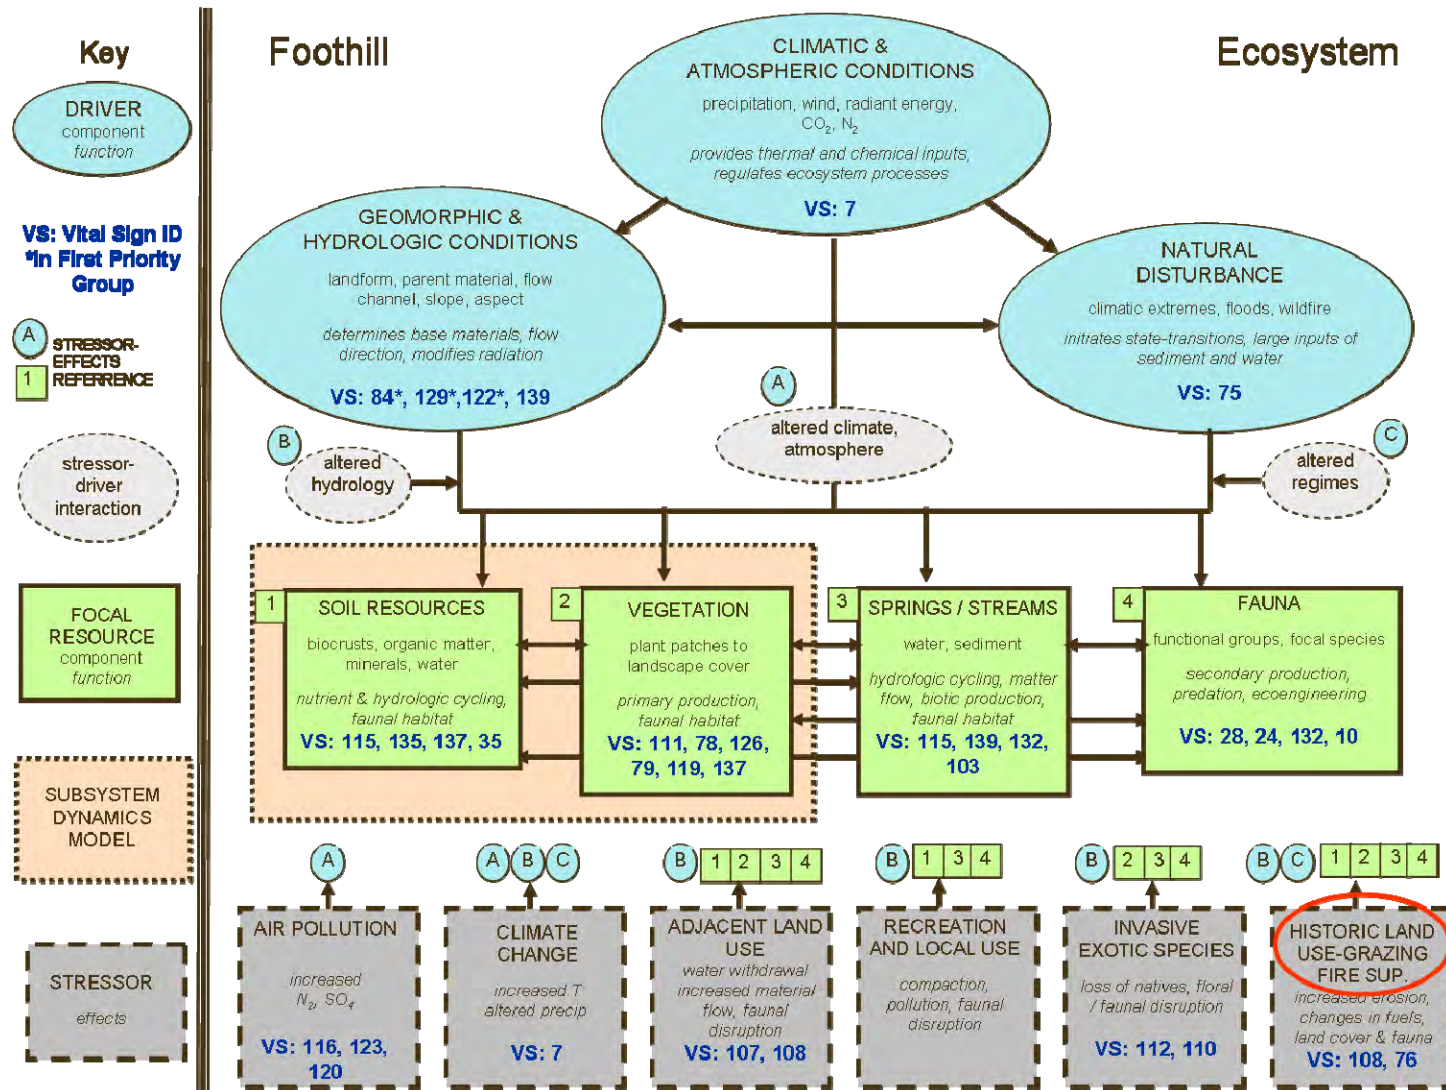 Key
DRIVER
component
function
VS: Vital Sign ID
*In First Priority
Group
A
1
STRESSOR-
EFFECTS
REFERRENCE
stressor-
driver
interaction
FOCAL
RESOURCE
component
function
SUBSYSTEM
DYNAMICS
MODEL
STRESSOR
effects
Foothill
Ecosystem
CLIMATIC &
ATMOSPHERIC CONDITIONS
precipitation, wind, radiant energy,
CO₂, N₂
provides thermal and chemical inputs,
regulates ecosystem processes
VS: 7
GEOMORPHIC &
HYDROLOGIC CONDITIONS
landform, parent material, flow
channel, slope, aspect
determines base materials, flow
direction, modifies radiation
VS: 84*, 129*,122*, 139
NATURAL
DISTURBANCE
climatic extremes, floods, wildfire
initiates state-transitions, large inputs of
sediment and water
VS: 75
B
altered
hydrology
A
altered climate,
atmosphere
C
altered
regimes
1
SOIL RESOURCES
biocrusts, organic matter,
minerals, water
nutrient & hydrologic cycling,
faunal habitat
VS: 115, 135, 137, 35
2
VEGETATION
plant patches to
landscape cover
primary production,
faunal habitat
VS: 111, 78, 126,
79, 119, 137
3
SPRINGS / STREAMS
water, sediment
hydrologic cycling, matter
flow, biotic production,
faunal habitat
VS: 115, 139, 132,
103
4
FAUNA
functional groups, focal species
secondary production,
predation, ecoengineering
VS: 28, 24, 132, 10
A
AIR POLLUTION
increased
N₂, SO₄
VS: 116, 123,
120
A B C
CLIMATE
CHANGE
increased T
altered precip
VS: 7
B 1 2 3 4
ADJACENT LAND
USE
water withdrawal
increased material
flow, faunal
disruption
VS: 107, 108
B 1 3 4
RECREATION
AND LOCAL USE
compaction,
pollution, faunal
disruption
B 2 3 4
INVASIVE
EXOTIC SPECIES
loss of natives, floral
/ faunal disruption
VS: 112, 110
B C 1 2 3 4
HISTORIC LAND
USE-GRAZING
FIRE SUP.
increased erosion,
changes in fuels,
land cover & fauna
VS: 108, 76